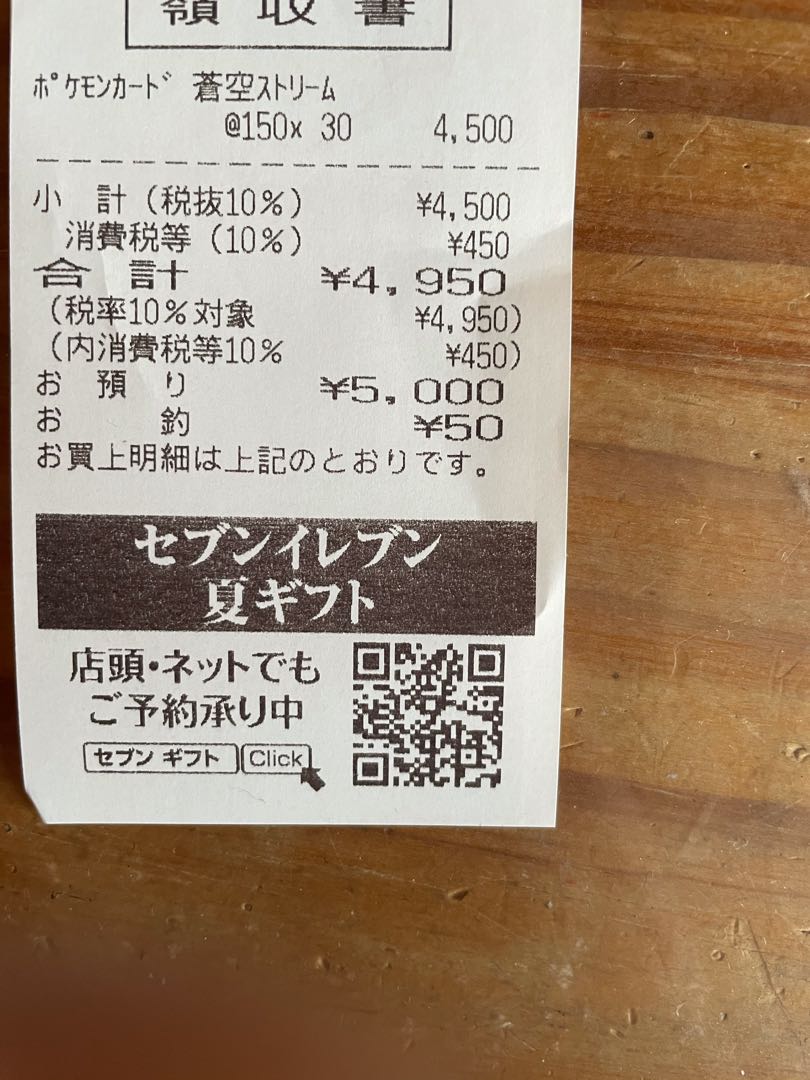 領収書
ポケモンカード 蒼空ストリーム
@150x 30 4,500
小 計(税抜10%) ¥4,500
消費税等(10%) ¥450
合 計 ¥4,950
(税率10%対象 ¥4,950)
(内消費税等10% ¥450)
お 預 り ¥5,000
お 釣 ¥50
お買上明細は上記のとおりです。
セブンイレブン
夏ギフト
店頭・ネットでも
ご予約承り中
セブン ギフト Click